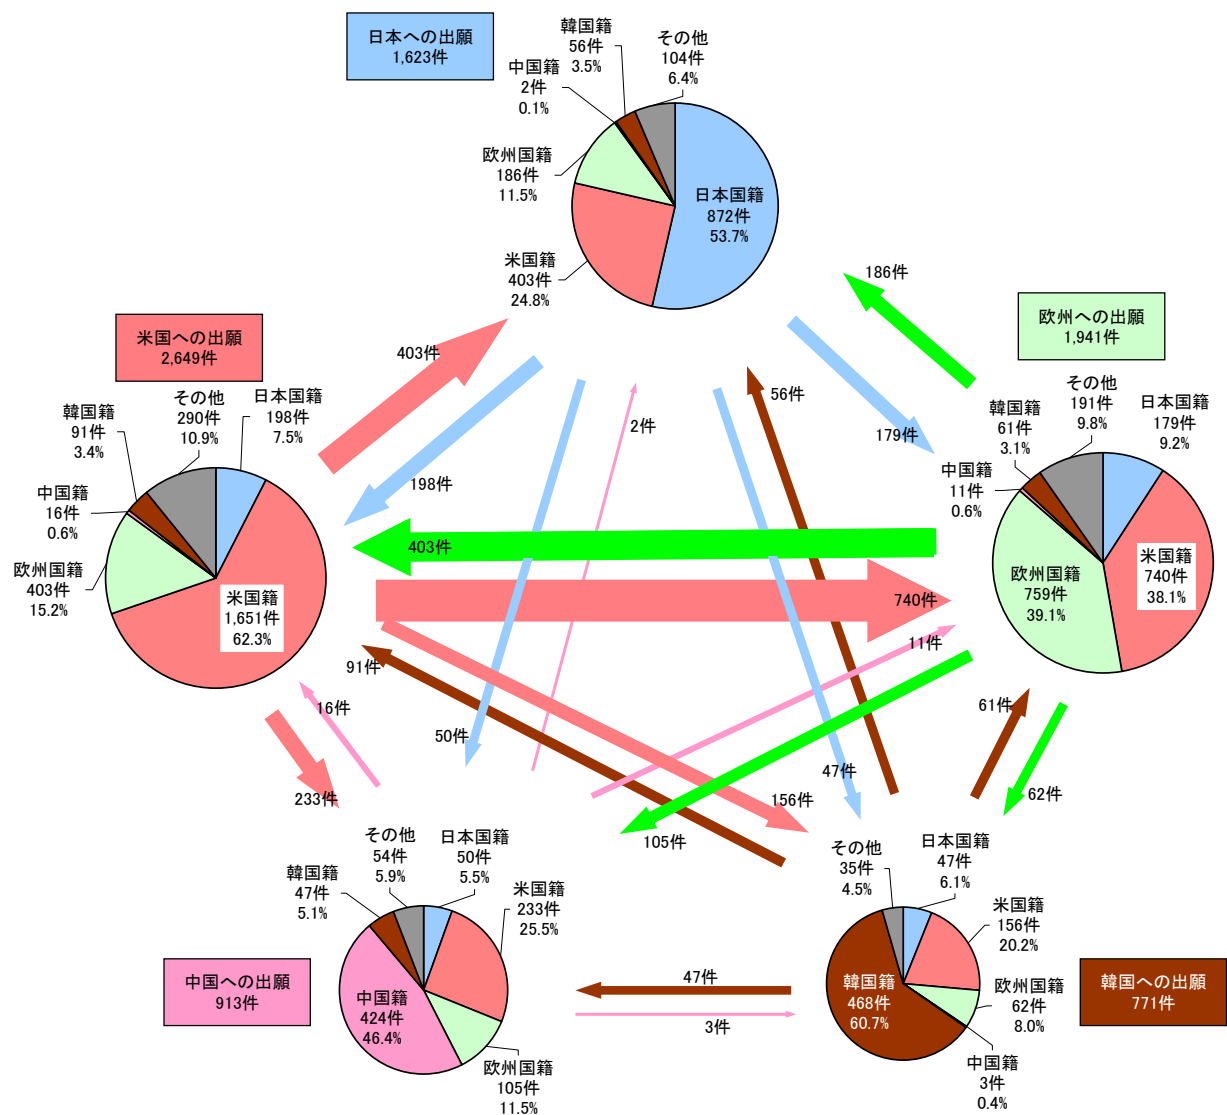 日本への出願
1,623件
韓国籍
56件
3.5%
その他
104件
6.4%
中国籍
2件
0.1%
欧州国籍
186件
11.5%
日本国籍
872件
53.7%
米国籍
403件
24.8%
186件
欧州への出願
1,941件
米国への出願
2,649件
403件
179件
56件
2件
198件
その他
290件
10.9%
日本国籍
198件
7.5%
韓国籍
91件
3.4%
中国籍
16件
0.6%
欧州国籍
403件
15.2%
米国籍
1,651件
62.3%
その他
191件
9.8%
日本国籍
179件
9.2%
韓国籍
61件
3.1%
中国籍
11件
0.6%
米国籍
740件
38.1%
欧州国籍
759件
39.1%
403件
740件
11件
91件
16件
50件
47件
61件
233件
156件
62件
105件
その他
54件
5.9%
日本国籍
50件
5.5%
韓国籍
47件
5.1%
米国籍
233件
25.5%
中国籍
424件
46.4%
欧州国籍
105件
11.5%
中国への出願
913件
47件
3件
その他
35件
4.5%
日本国籍
47件
6.1%
米国籍
156件
20.2%
韓国籍
468件
60.7%
欧州国籍
62件
8.0%
中国籍
3件
0.4%
韓国への出願
771件